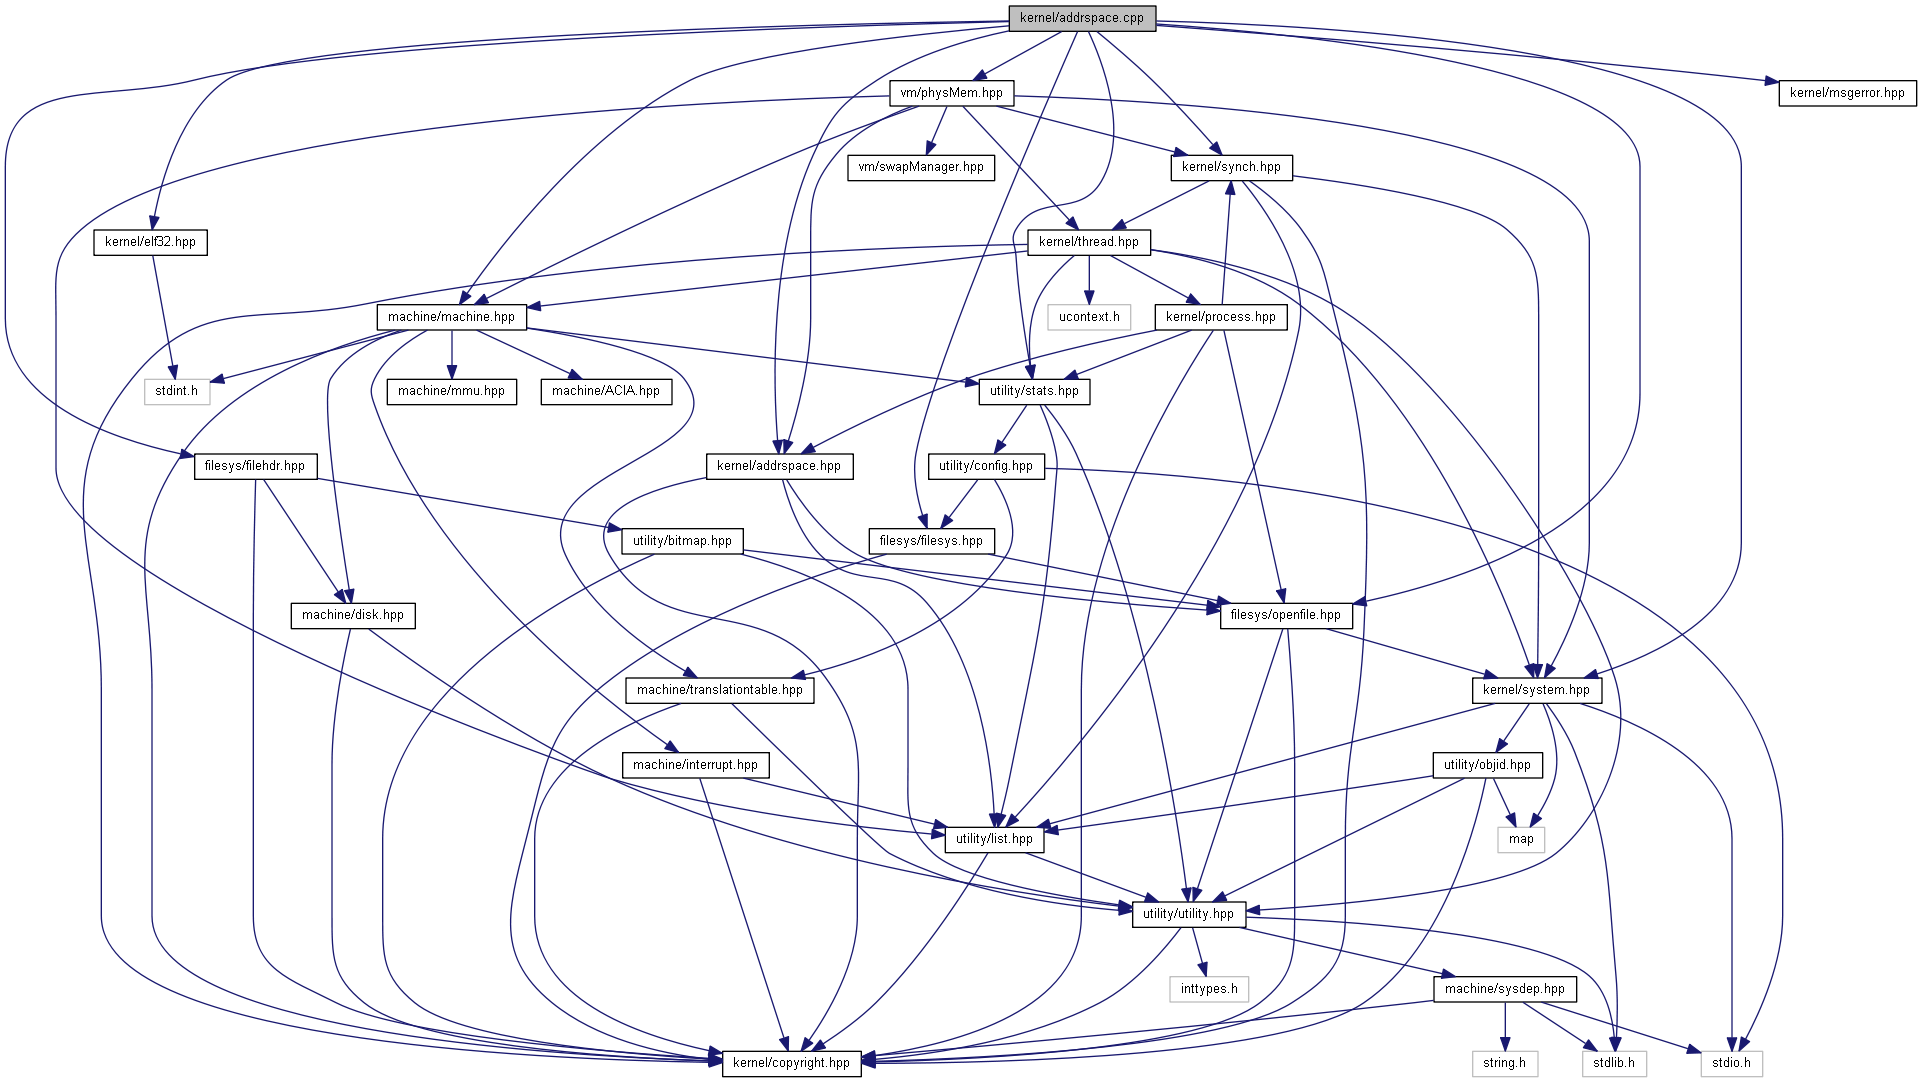 kernel/addrspace.cpp
vm/physMem.hpp
kernel/msgerror.hpp
vm/swapManager.hpp
kernel/synch.hpp
kernel/elf32.hpp
kernel/thread.hpp
machine/machine.hpp
ucontext.h
kernel/process.hpp
stdint.h
machine/mmu.hpp
machine/ACIA.hpp
utility/stats.hpp
filesys/filehdr.hpp
kernel/addrspace.hpp
utility/config.hpp
utility/bitmap.hpp
filesys/filesys.hpp
machine/disk.hpp
filesys/openfile.hpp
machine/translationtable.hpp
kernel/system.hpp
machine/interrupt.hpp
utility/objid.hpp
utility/list.hpp
map
utility/utility.hpp
inttypes.h
machine/sysdep.hpp
kernel/copyright.hpp
string.h
stdlib.h
stdio.h